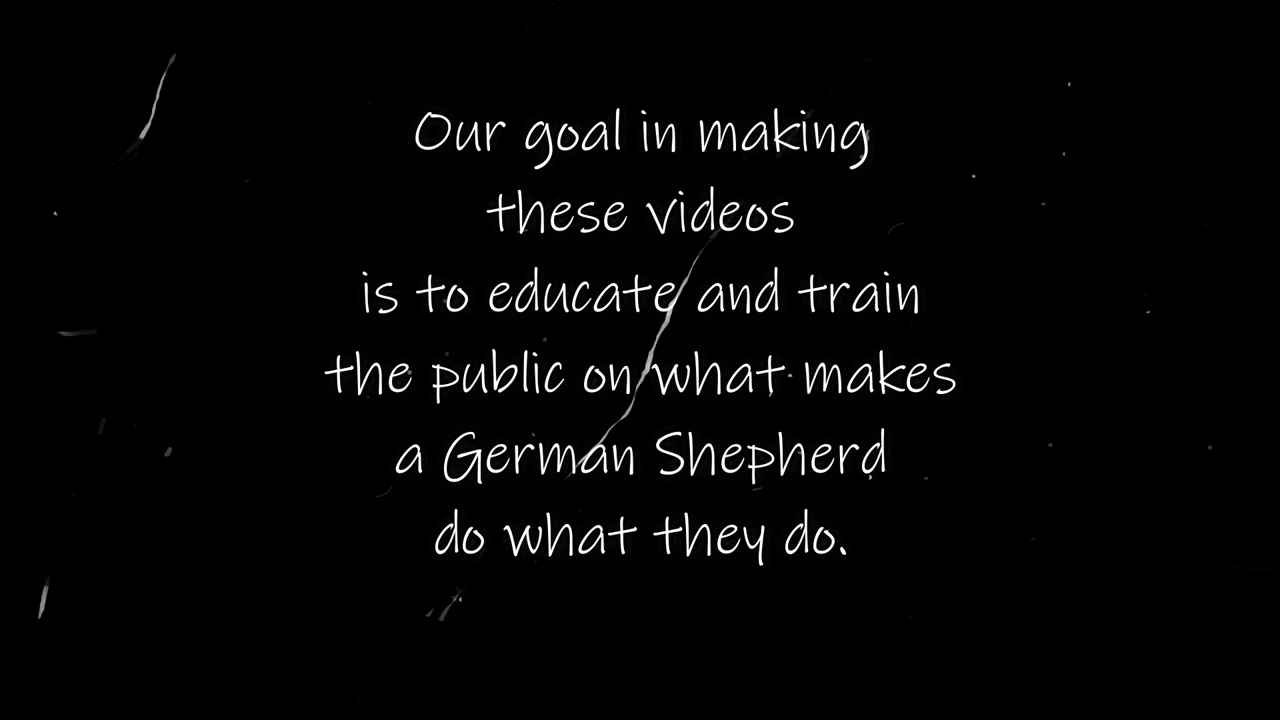 Our goal in making
these videos
is to educate and train
the public on what makes
a German Shepherd
do what they do.